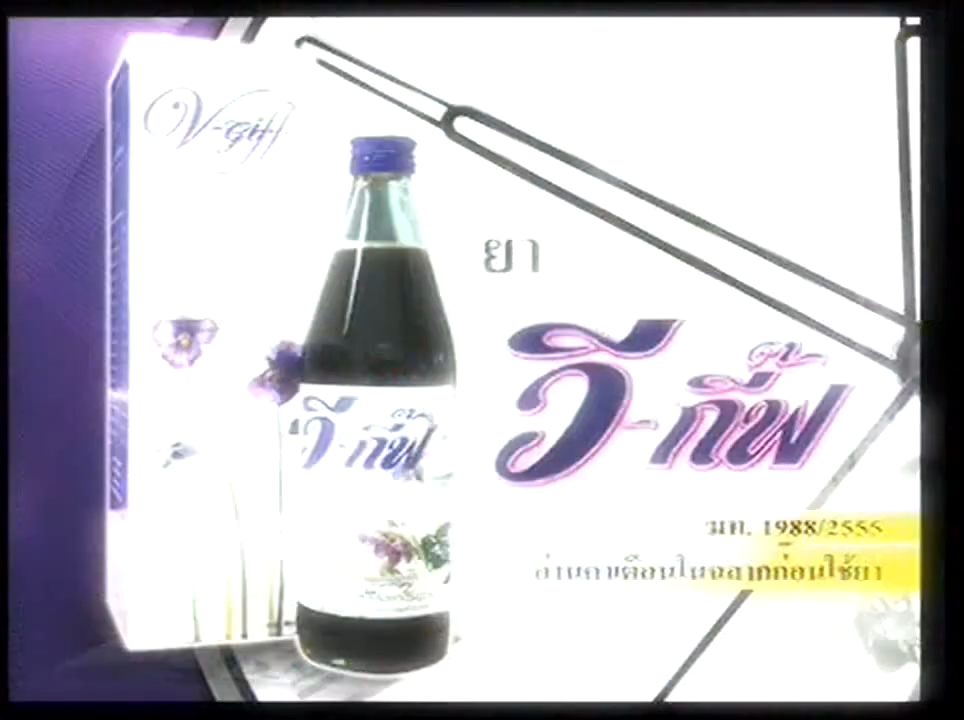 V-Gift
ยา
วี-กิ๊ฟ
วี-กิ๊ฟ
ฆท. 1988/2555
อ่านคำเตือนในฉลากก่อนใช้ยา